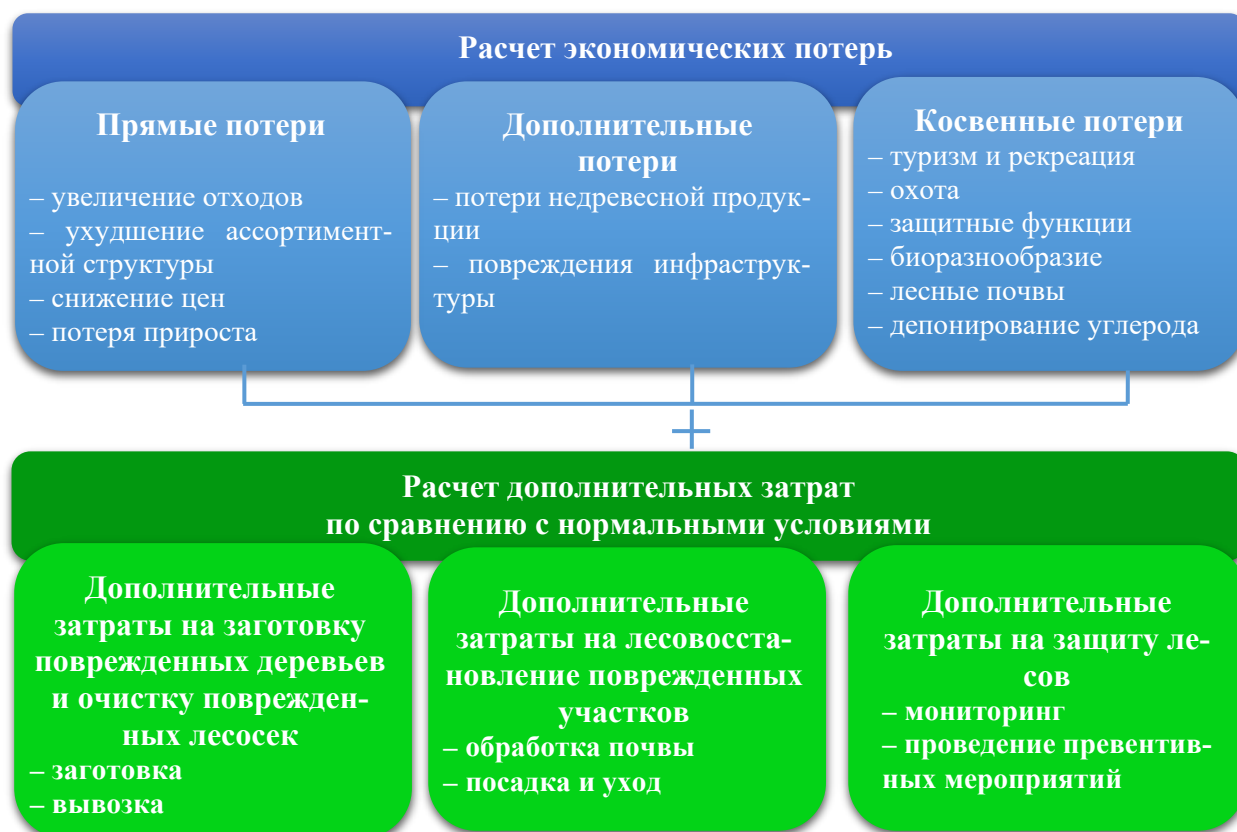 Расчет экономических потерь
Прямые потери
– увеличение отходов
– ухудшение ассортимент-
ной структуры
– снижение цен
– потеря прироста
Дополнительные
потери
– потери недревесной продук-
ции
– повреждения инфраструк-
туры
Косвенные потери
– туризм и рекреация
– охота
– защитные функции
– биоразнообразие
– лесные почвы
– депонирование углерода
Расчет дополнительных затрат
по сравнению с нормальными условиями
Дополнительные
затраты на заготовку
поврежденных деревьев
и очистку поврежден-
ных лесосек
– заготовка
– вывозка
Дополнительные
затраты на лесовосста-
новление поврежденных
участков
– обработка почвы
– посадка и уход
Дополнительные
затраты на защиту ле-
сов
– мониторинг
– проведение превентив-
ных мероприятий